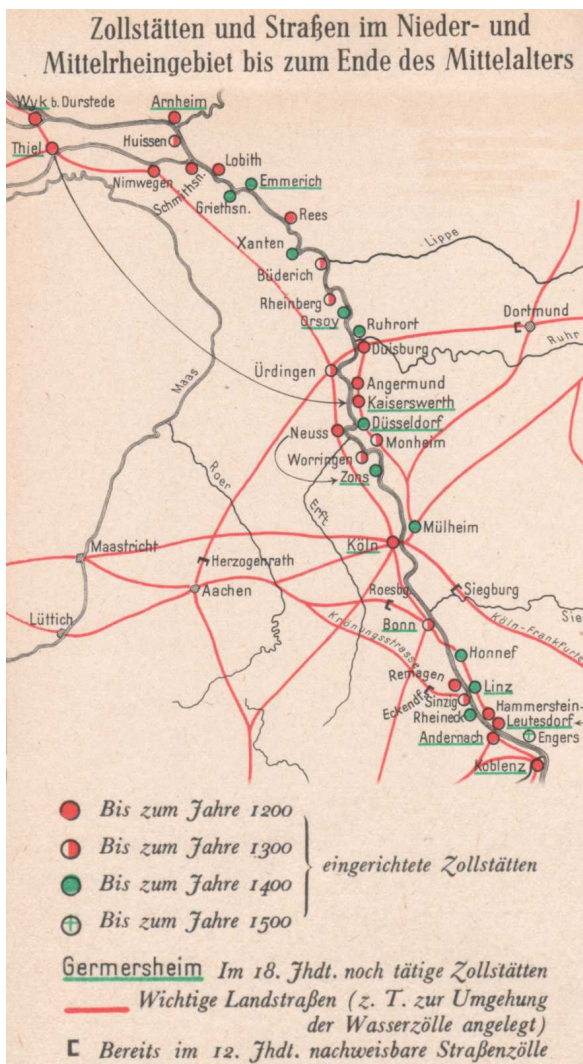 Zollstätten und Straßen im Nieder- und
Mittelrheingebiet bis zum Ende des Mittelalters
Wyk b. Durstede
Arnheim
Thiel
Huissen
Lobith
Nimwegen
Schmithsn.
Emmerich
Griethsn.
Rees
Xanten
Lippe
Büderich
Rheinberg
Orsoy
Ruhrort
Dortmund
Ruhr
Duisburg
Ürdingen
Maas
Angermund
Kaiserswerth
Düsseldorf
Neuss
Monheim
Worringen
Zons
Roer
Erft
Mülheim
Köln
Maastricht
Herzogenrath
Aachen
Roesbg.
Siegburg
Sie
Lüttich
Bonn
Krönungsstrasse
Köln-Frankfurte
Honnef
Remagen
Linz
Eckendf.
Sinzig
Hammerstein
Rheineck
Leutesdorf
Andernach
Engers
Koblenz
Bis zum Jahre 1200
Bis zum Jahre 1300
eingerichtete Zollstätten
Bis zum Jahre 1400
Bis zum Jahre 1500
Germersheim Im 18. Jhdt. noch tätige Zollstätten
Wichtige Landstraßen (z. T. zur Umgehung
der Wasserzölle angelegt)
Bereits im 12. Jhdt. nachweisbare Straßenzölle